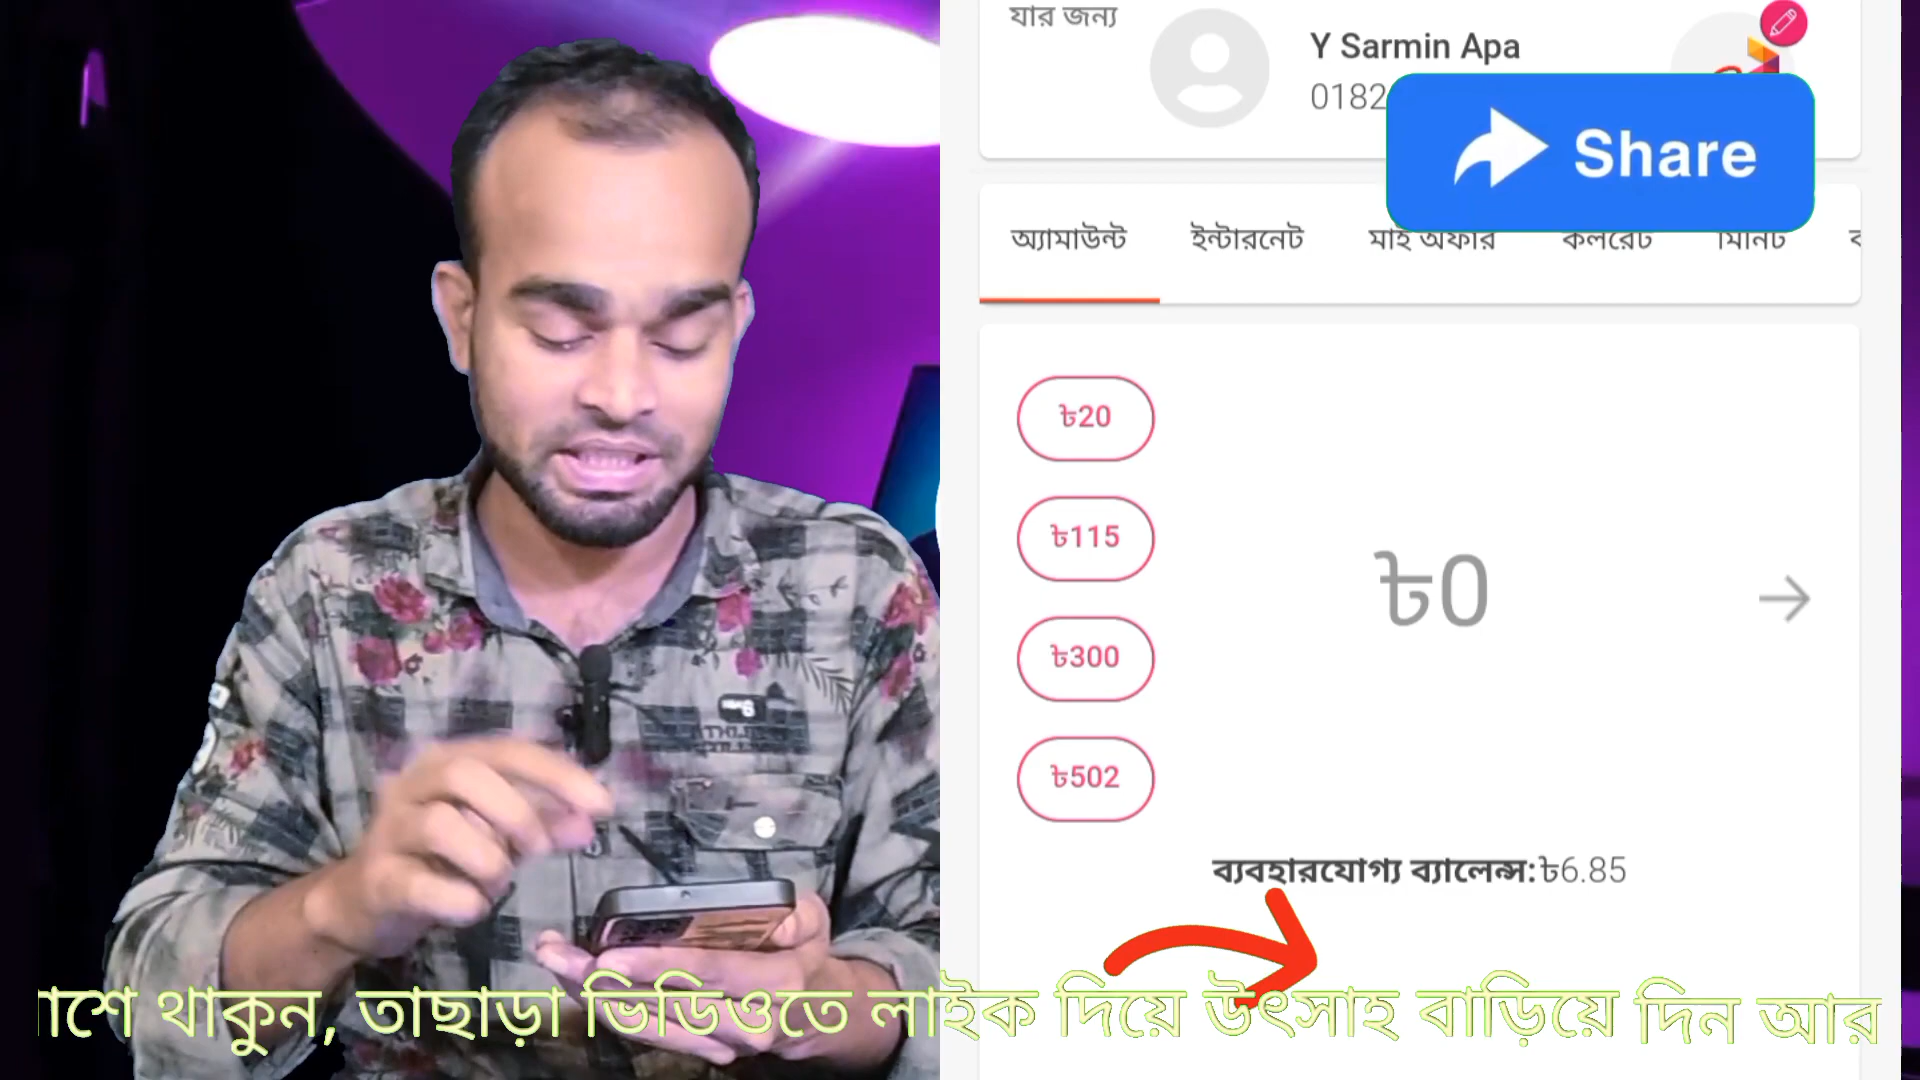 যার জন্য
Y Sarmin Apa
0182
Share
অ্যামাউন্ট ইন্টারনেট মাই অফার কলরেট মিনিট
৳20
৳115
৳300
৳502
৳0
ব্যবহারযোগ্য ব্যালেন্স:৳6.85
াশে থাকুন, তাছাড়া ভিডিওতে লাইক দিয়ে উৎসাহ বাড়িয়ে দিন আর